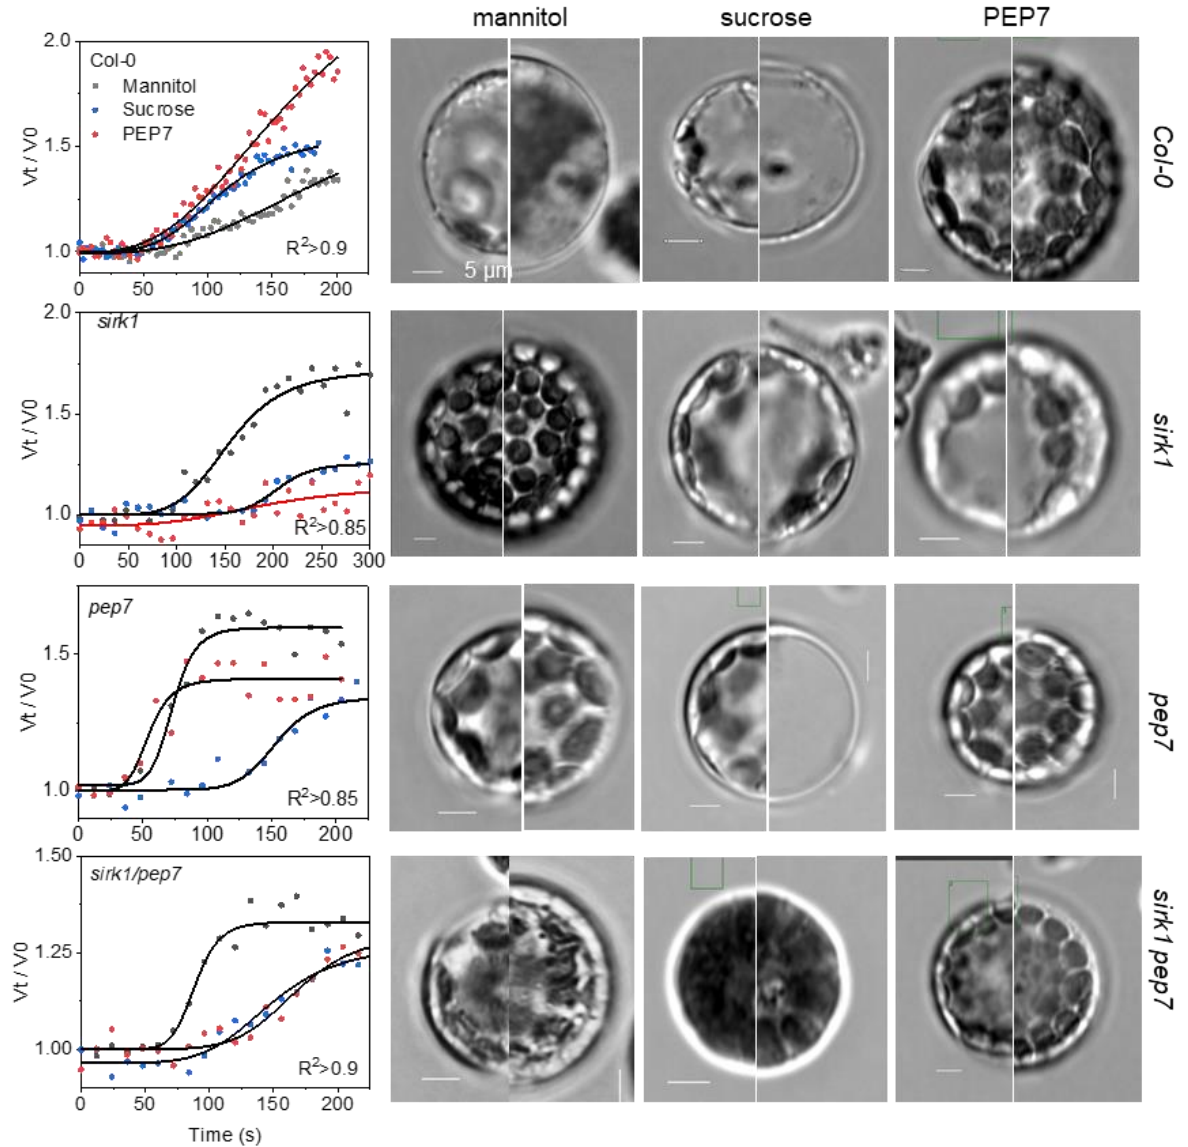 mannitol sucrose PEP7
2.0
Col-0
Mannitol
Sucrose
PEP7
1.5
1.0
R²>0.9
Vt / V0
0 50 100 150 200
5 µm
Col-0
2.0
sirk1
1.5
1.0
R²>0.85
Vt / V0
0 50 100 150 200 250 300
sirk1
pep7
1.5
1.0
R²>0.85
Vt / V0
0 50 100 150 200
pep7
1.50
sirk1/pep7
1.25
1.00
R²>0.9
Vt / V0
0 50 100 150 200
Time (s)
sirk1 pep7